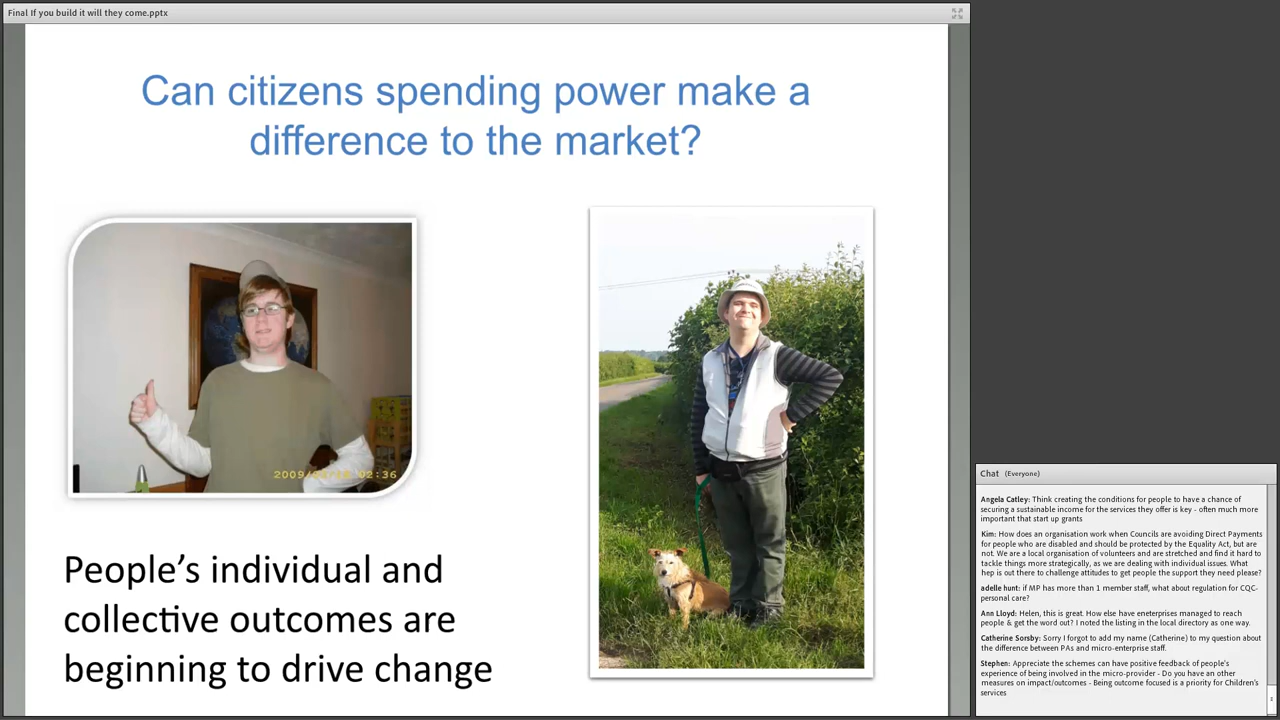 Final If you build it will they come.pptx
Can citizens spending power make a
difference to the market?
People's individual and
collective outcomes are
beginning to drive change
Chat (Everyone)
Angela Catley: Think creating the conditions for people to have a chance of
securing a sustainable income for the services they offer is key - often much more
important that start up grants
Kim: How does an organisation work when Councils are avoiding Direct Payments
for people who are disabled and should be protected by the Equality Act, but are
not. We are a local organisation of volunteers and are stretched and find it hard to
tackle things more strategically, as we are dealing with individual issues. What
hep is out there to challenge attitudes to get people the support they need please?
adelle hunt: if MP has more than 1 member staff, what about regulation for CQC-
personal care?
Ann Lloyd: Helen, this is great. How else have eneterprises managed to reach
people & get the word out? I noted the listing in the local directory as one way.
Catherine Sorsby: Sorry I forgot to add my name (Catherine) to my question about
the difference between PAs and micro-enterprise staff.
Stephen: Appreciate the schemes can have positive feedback of people's
experience of being involved in the micro-provider - Do you have an other
measures on impact/outcomes - Being outcome focused is a priority for Children's
services